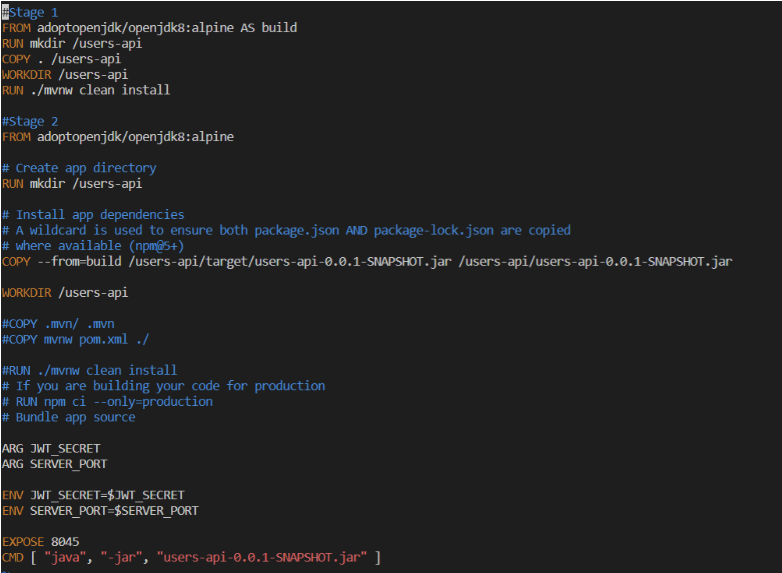 #Stage 1
FROM adoptopenjdk/openjdk8:alpine AS build
RUN mkdir /users-api
COPY . /users-api
WORKDIR /users-api
RUN ./mvnw clean install
#Stage 2
FROM adoptopenjdk/openjdk8:alpine
# Create app directory
RUN mkdir /users-api
# Install app dependencies
# A wildcard is used to ensure both package.json AND package-lock.json are copied
# where available (npm@5+)
COPY --from=build /users-api/target/users-api-0.0.1-SNAPSHOT.jar /users-api/users-api-0.0.1-SNAPSHOT.jar
WORKDIR /users-api
#COPY .mvn/ .mvn
#COPY mvnw pom.xml ./
#RUN ./mvnw clean install
# If you are building your code for production
# RUN npm ci --only=production
# Bundle app source
ARG JWT_SECRET
ARG SERVER_PORT
ENV JWT_SECRET=$JWT_SECRET
ENV SERVER_PORT=$SERVER_PORT
EXPOSE 8045
CMD [ "java", "-jar", "users-api-0.0.1-SNAPSHOT.jar" ]